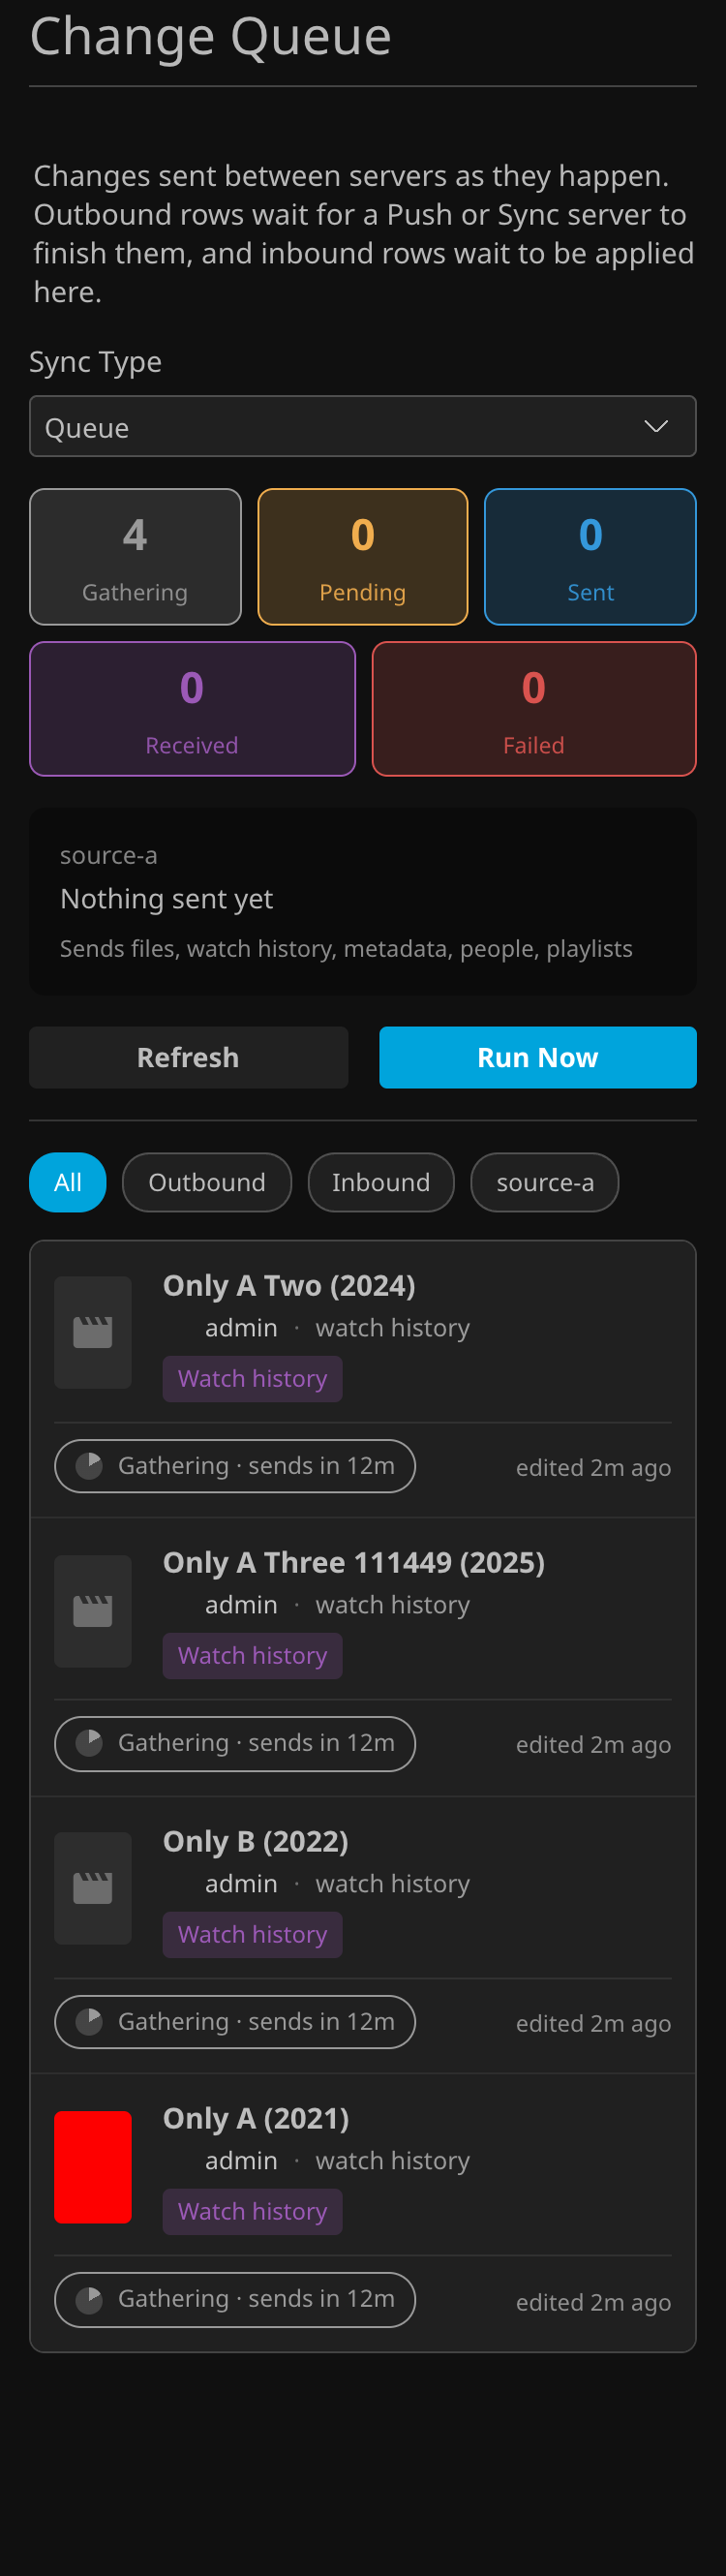 Change Queue
Changes sent between servers as they happen.
Outbound rows wait for a Push or Sync server to
finish them, and inbound rows wait to be applied
here.
Sync Type
Queue
4
Gathering
0
Pending
0
Sent
0
Received
0
Failed
source-a
Nothing sent yet
Sends files, watch history, metadata, people, playlists
Refresh
Run Now
All
Outbound
Inbound
source-a
Only A Two (2024)
admin · watch history
Watch history
Gathering · sends in 12m
edited 2m ago
Only A Three 111449 (2025)
admin · watch history
Watch history
Gathering · sends in 12m
edited 2m ago
Only B (2022)
admin · watch history
Watch history
Gathering · sends in 12m
edited 2m ago
Only A (2021)
admin · watch history
Watch history
Gathering · sends in 12m
edited 2m ago